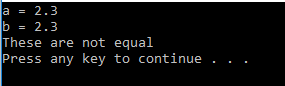 a = 2.3
b = 2.3
These are not equal
Press any key to continue . . .